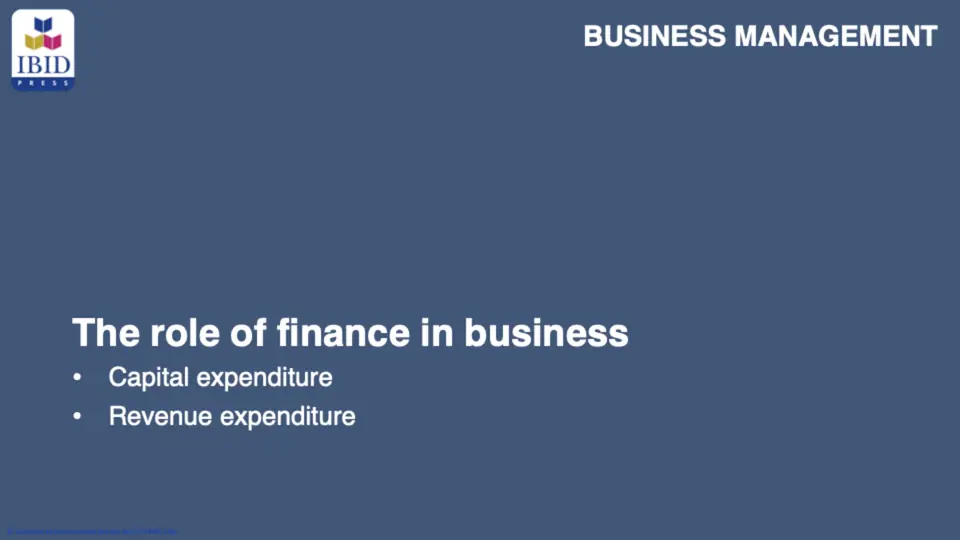 IBID
PRESS
BUSINESS MANAGEMENT
The role of finance in business
• Capital expenditure
• Revenue expenditure